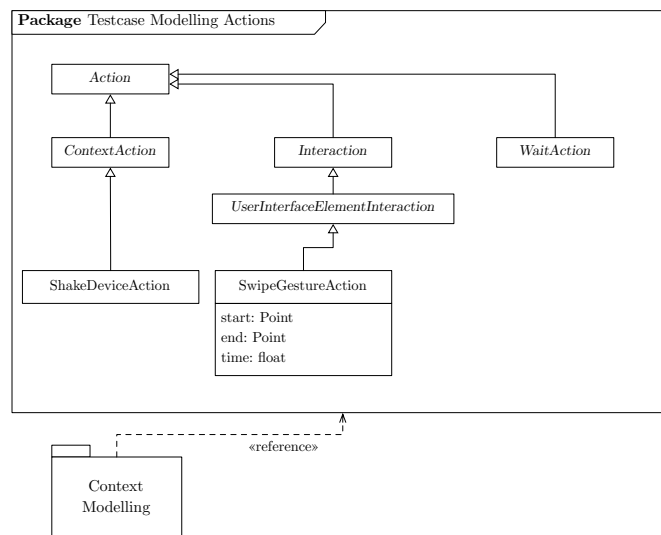 Package Testcase Modelling Actions
Action
ContextAction
Interaction
WaitAction
UserInterfaceElementInteraction
ShakeDeviceAction
SwipeGestureAction
start: Point
end: Point
time: float
«reference»
Context
Modelling